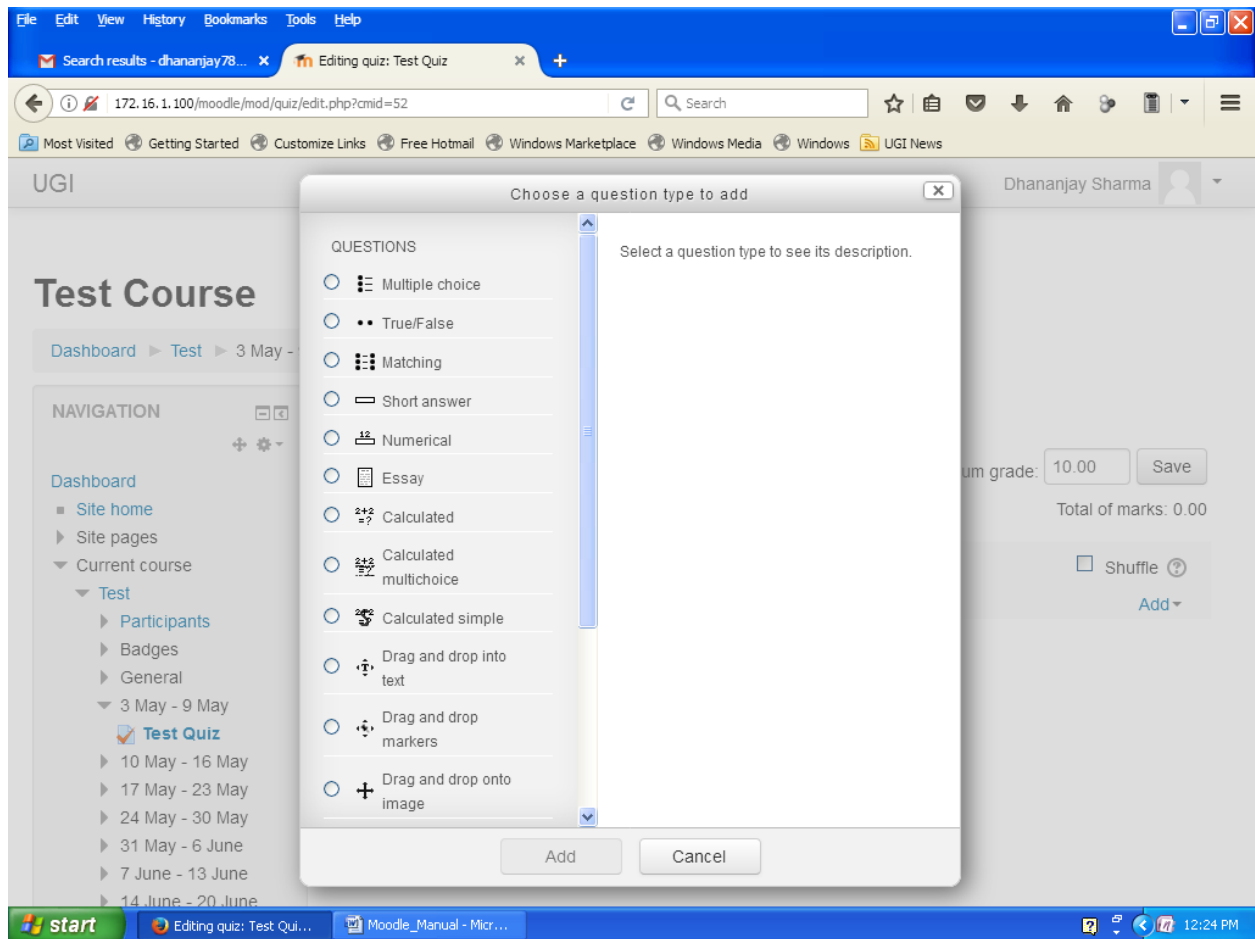 File Edit View History Bookmarks Tools Help
Search results - dhananjay78...
Editing quiz: Test Quiz
172.16.1.100/moodle/mod/quiz/edit.php?cmid=52
Search
Most Visited Getting Started Customize Links Free Hotmail Windows Marketplace Windows Media Windows UGI News
UGI
Dhananjay Sharma
Choose a question type to add
QUESTIONS
Multiple choice
True/False
Matching
Short answer
Numerical
Essay
Calculated
Calculated
multichoice
Calculated simple
Drag and drop into
text
Drag and drop
markers
Drag and drop onto
image
Select a question type to see its description.
Add
Cancel
Test Course
Dashboard Test 3 May -
NAVIGATION
Dashboard
Site home
Site pages
Current course
Test
Participants
Badges
General
3 May - 9 May
Test Quiz
10 May - 16 May
17 May - 23 May
24 May - 30 May
31 May - 6 June
7 June - 13 June
14 June - 20 June
um grade: 10.00 Save
Total of marks: 0.00
Shuffle
Add
start
Editing quiz: Test Qui...
Moodle_Manual - Micr...
12:24 PM